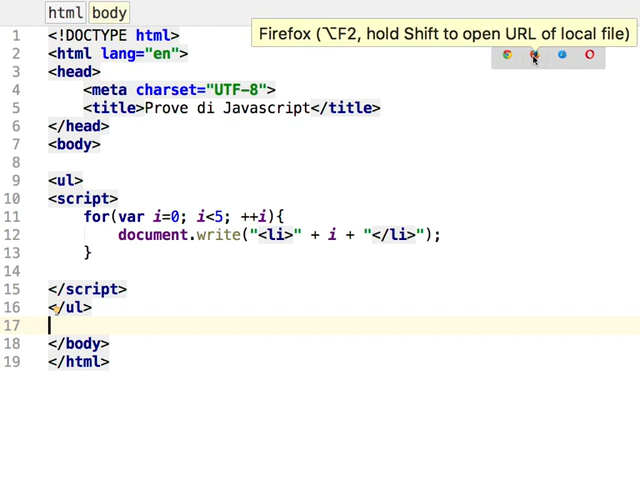 html body
Firefox (⌥F2, hold Shift to open URL of local file)
1 <!DOCTYPE html>
2 <html lang="en">
3 <head>
4 <meta charset="UTF-8">
5 <title>Prove di Javascript</title>
6 </head>
7 <body>
8
9 <ul>
10 <script>
11 for(var i=0; i<5; ++i){
12 document.write("<li>" + i + "</li>");
13 }
14
15 </script>
16 </ul>
17
18 </body>
19 </html>